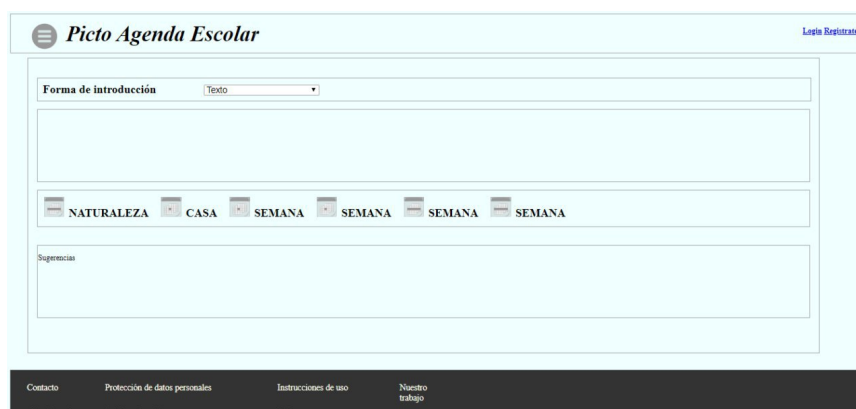 Picto Agenda Escolar
Login Registrate
Forma de introducción Texto
NATURALEZA CASA SEMANA SEMANA SEMANA SEMANA
Sugerencias
Contacto Protección de datos personales Instrucciones de uso Nuestro
trabajo